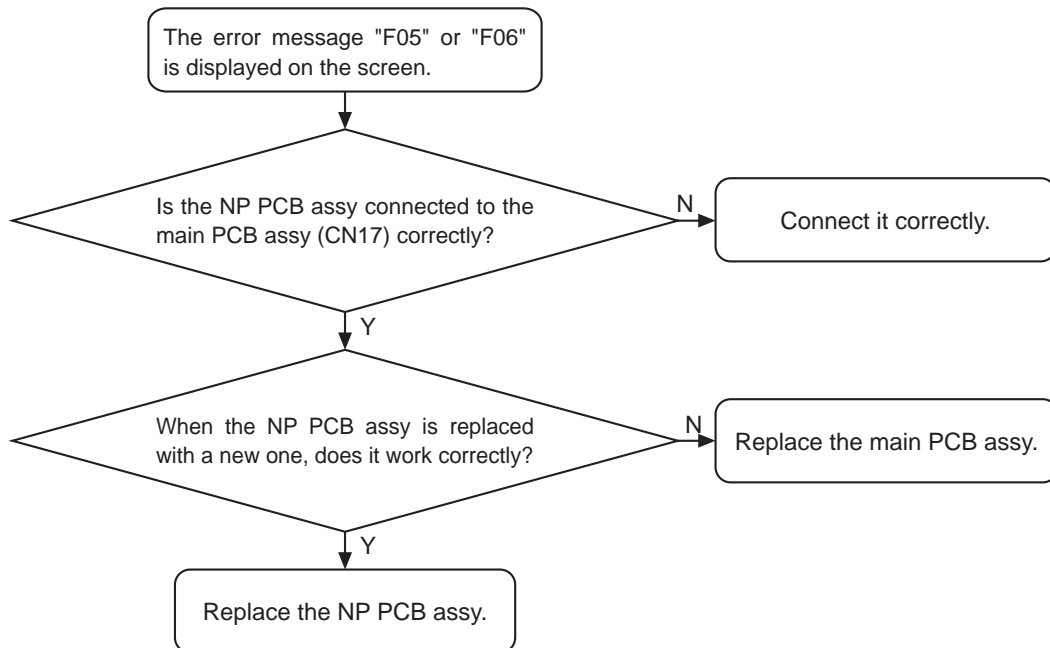 The error message "F05" or "F06"
is displayed on the screen.
Is the NP PCB assy connected to the
main PCB assy (CN17) correctly?
N
Connect it correctly.
Y
When the NP PCB assy is replaced
with a new one, does it work correctly?
N
Replace the main PCB assy.
Y
Replace the NP PCB assy.